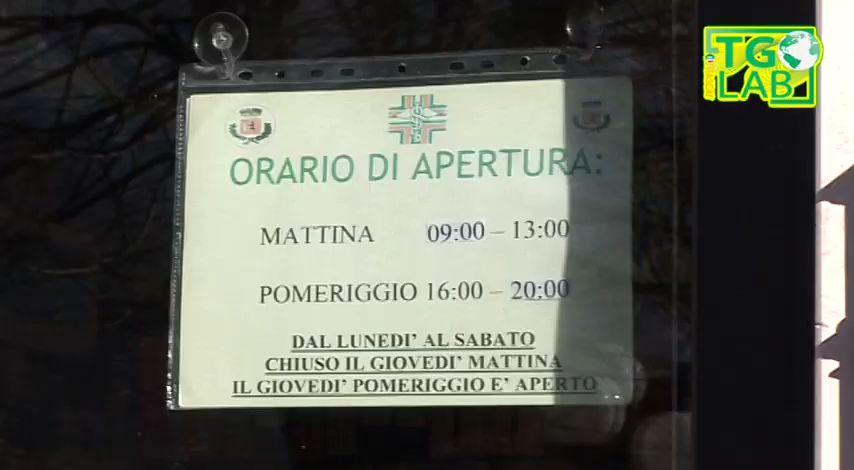 TG
LAB
ORARIO DI APERTURA:
MATTINA 09:00 – 13:00
POMERIGGIO 16:00 – 20:00
DAL LUNEDI' AL SABATO
CHIUSO IL GIOVEDI' MATTINA
IL GIOVEDI' POMERIGGIO E' APERTO